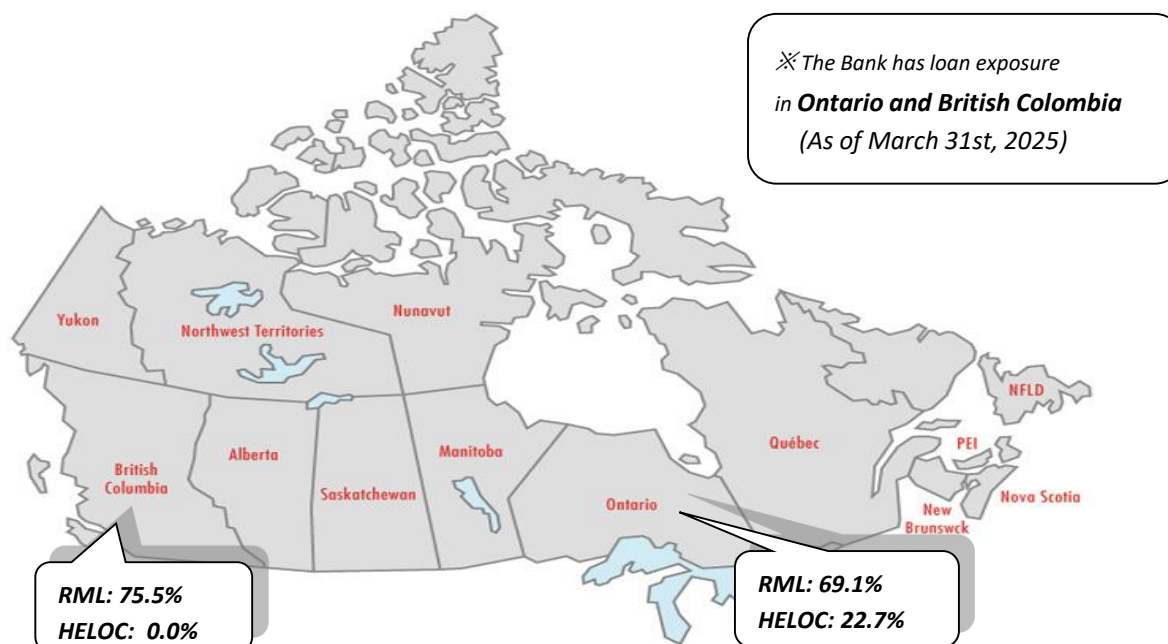 ※ The Bank has loan exposure
in Ontario and British Colombia
(As of March 31st, 2025)
Yukon
Northwest Territories
Nunavut
British
Columbia
Alberta
Saskatchewan
Manitoba
Ontario
Québec
NFLD
PEI
Nova Scotia
New
Brunswck
RML: 75.5%
HELOC: 0.0%
RML: 69.1%
HELOC: 22.7%